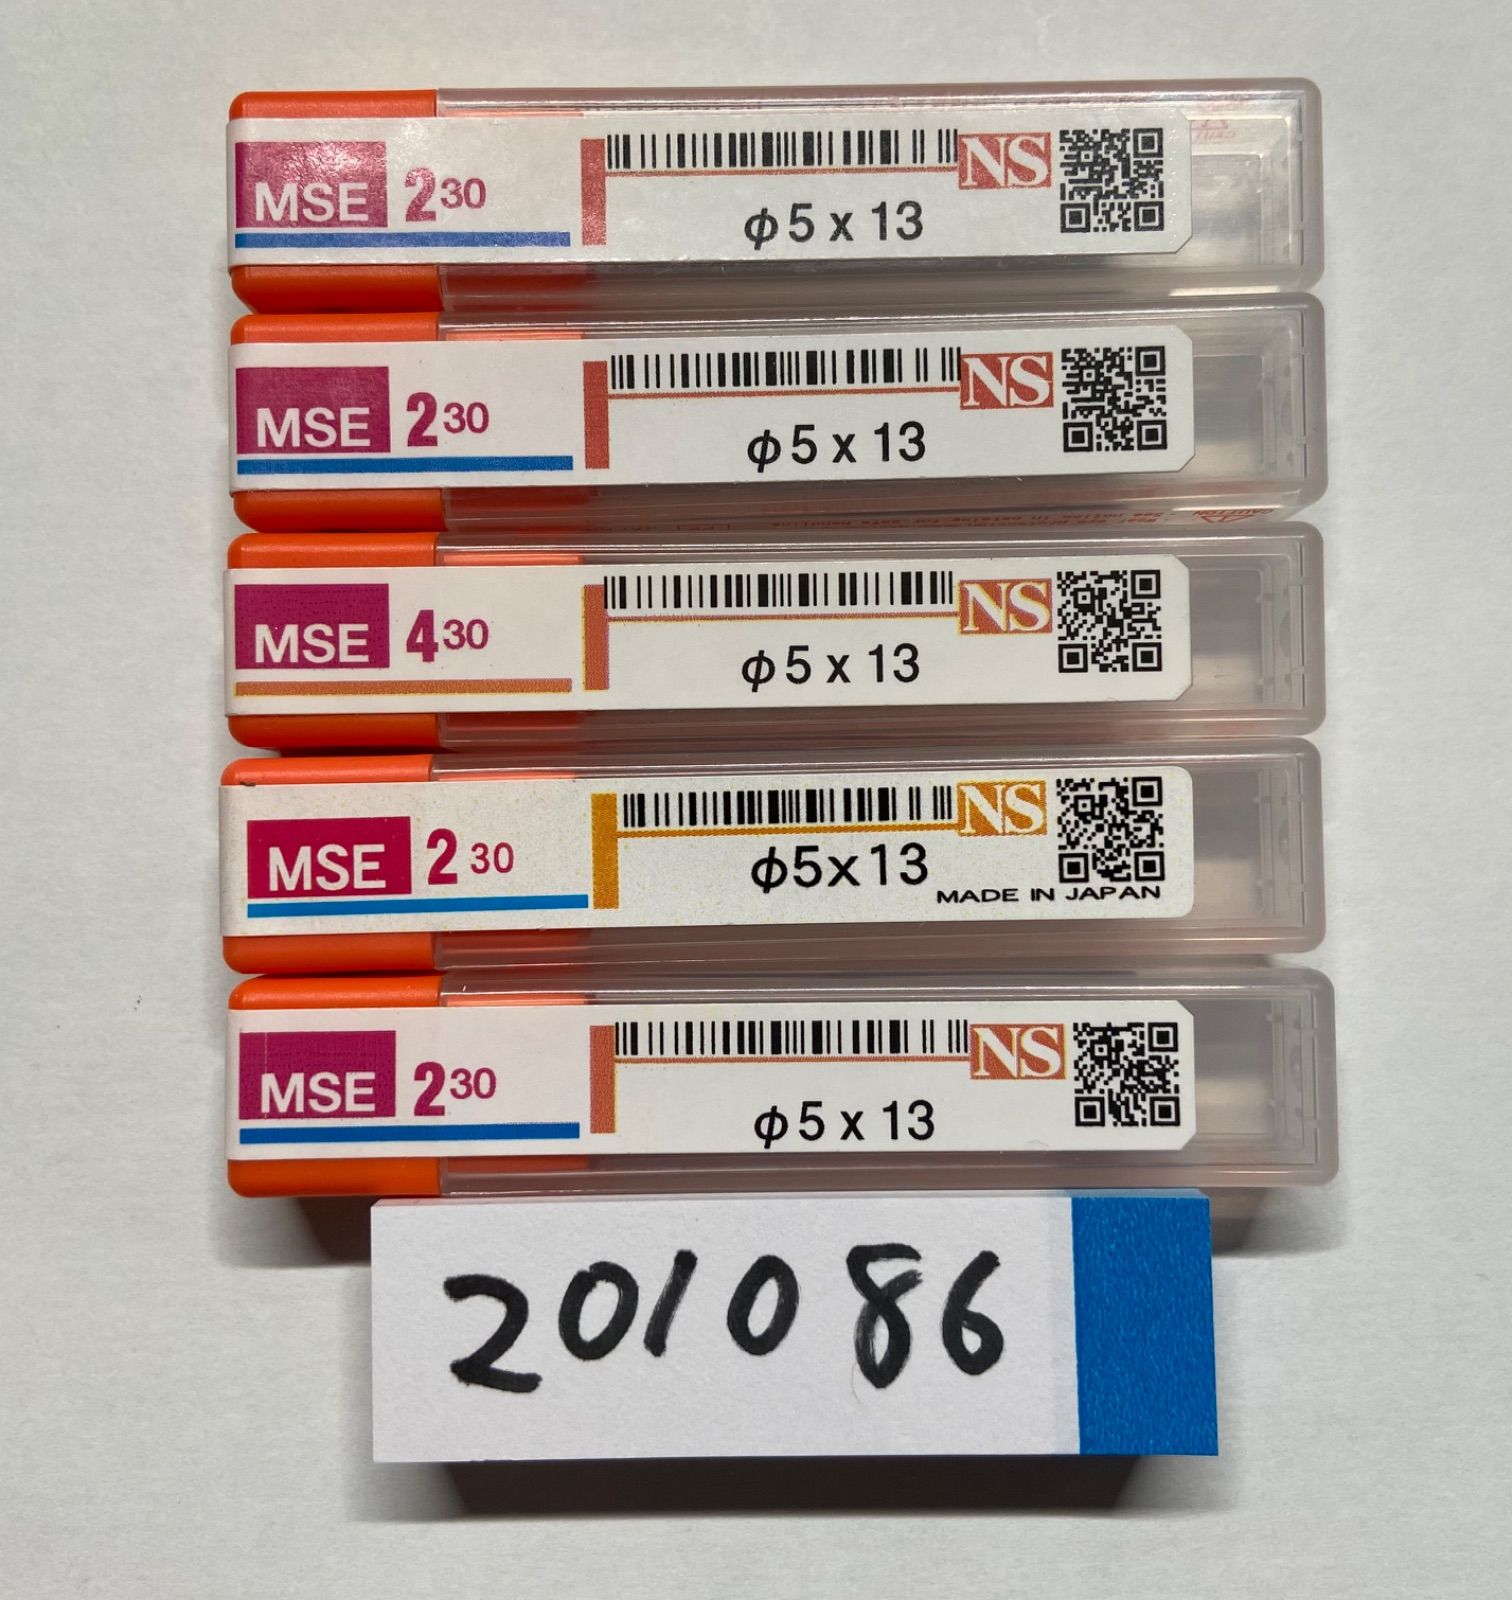 MSE 230 NS
φ5 x 13
MSE 230 NS
φ5 x 13
MSE 430 NS
φ5 x 13
MSE 2 30 NS
φ5x13
MADE IN JAPAN
MSE 230 NS
φ5 x 13
201086